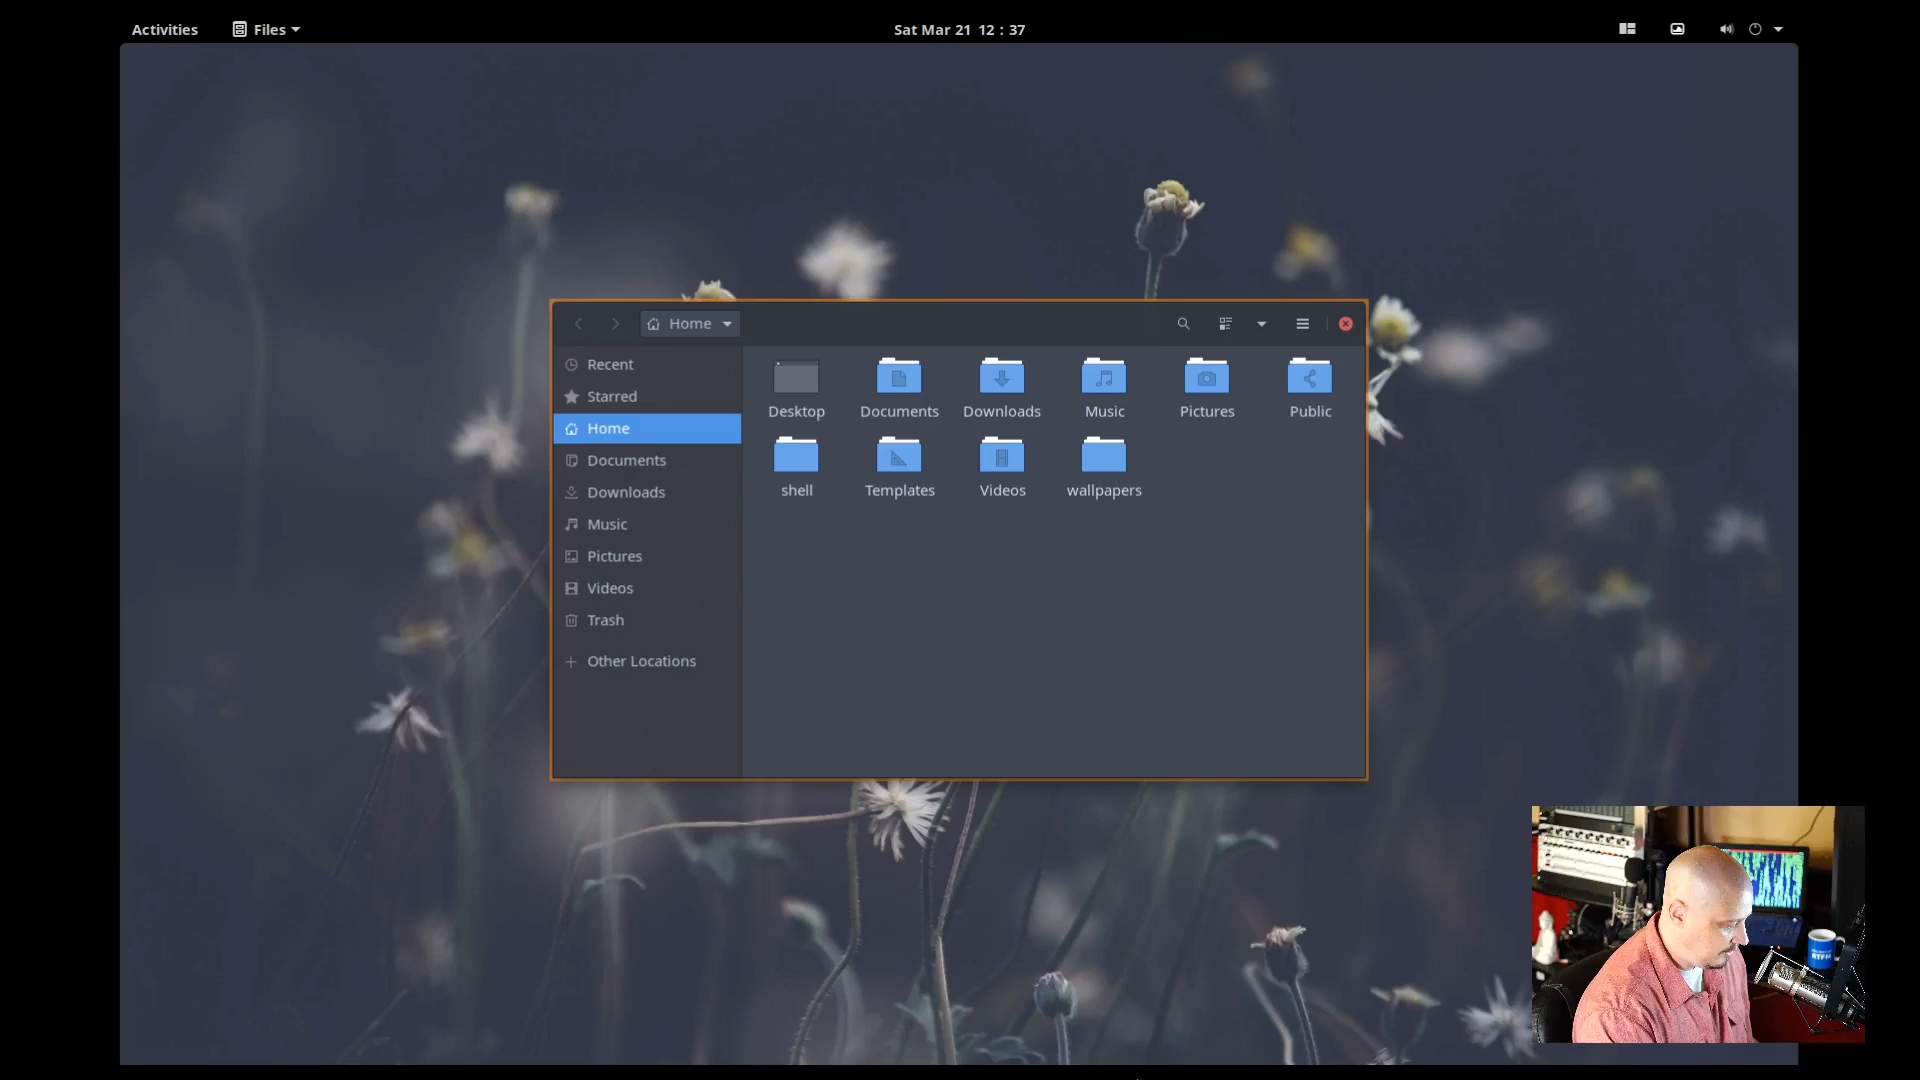 Activities
Files
Sat Mar 21 12 : 37
Home
Recent
Starred
Home
Documents
Downloads
Music
Pictures
Videos
Trash
Other Locations
Desktop
Documents
Downloads
Music
Pictures
Public
shell
Templates
Videos
wallpapers
RTFM